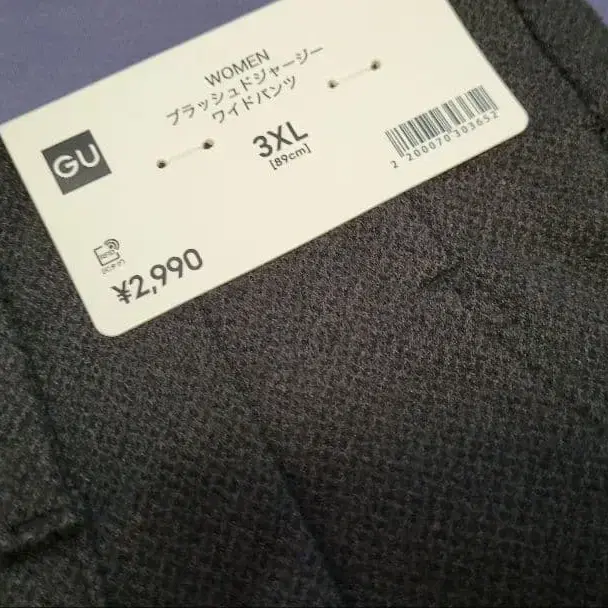 WOMEN
ブラッシュドジャージー
ワイドパンツ
GU
3XL
[89cm]
2 200070 303652
RFID
¥2,990